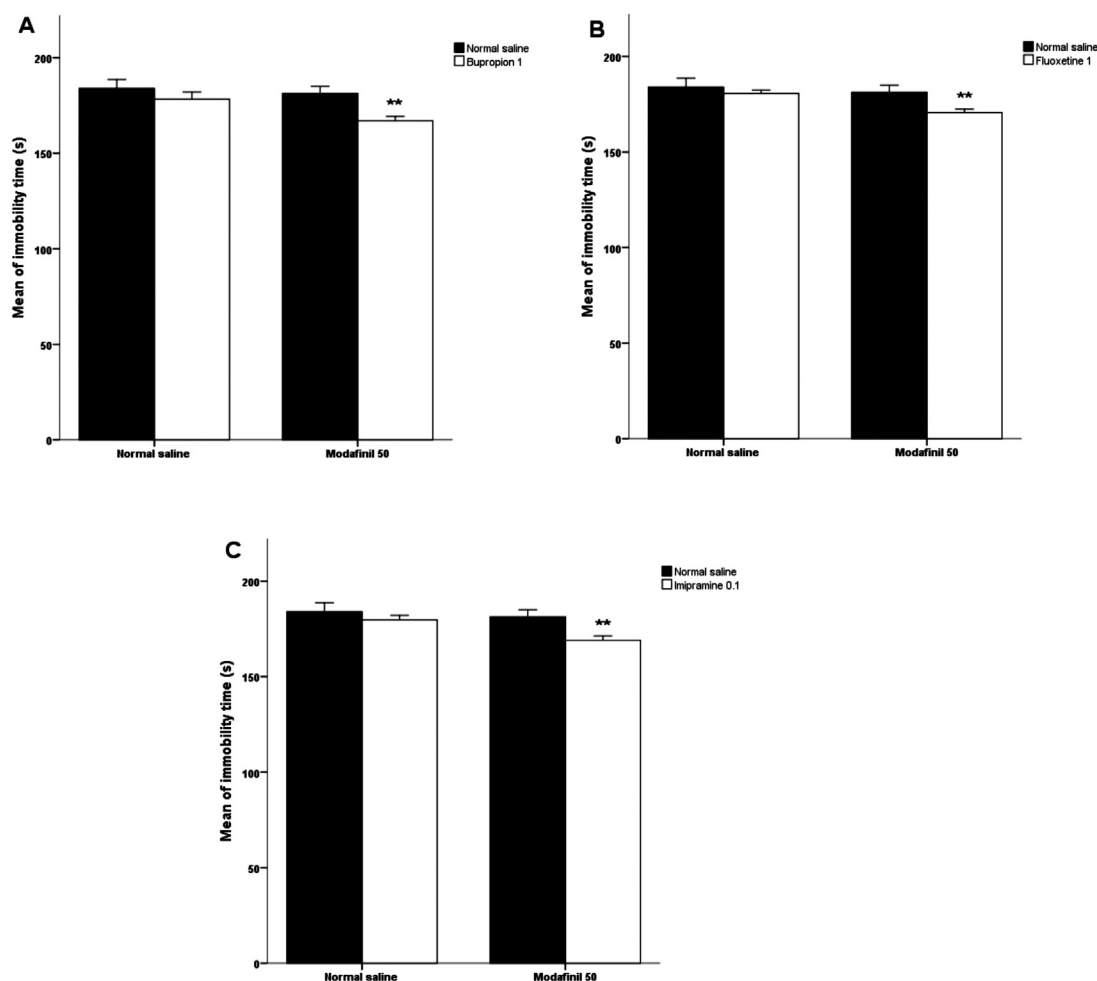 A
Normal saline
Bupropion 1
Mean of immobility time (s)
200
150
100
50
0
**
Normal saline
Modafinil 50
B
Normal saline
Fluoxetine 1
Mean of immobility time (s)
200
150
100
50
0
**
Normal saline
Modafinil 50
C
Normal saline
Imipramine 0.1
Mean of immobility time (s)
200
150
100
50
0
**
Normal saline
Modafinil 50